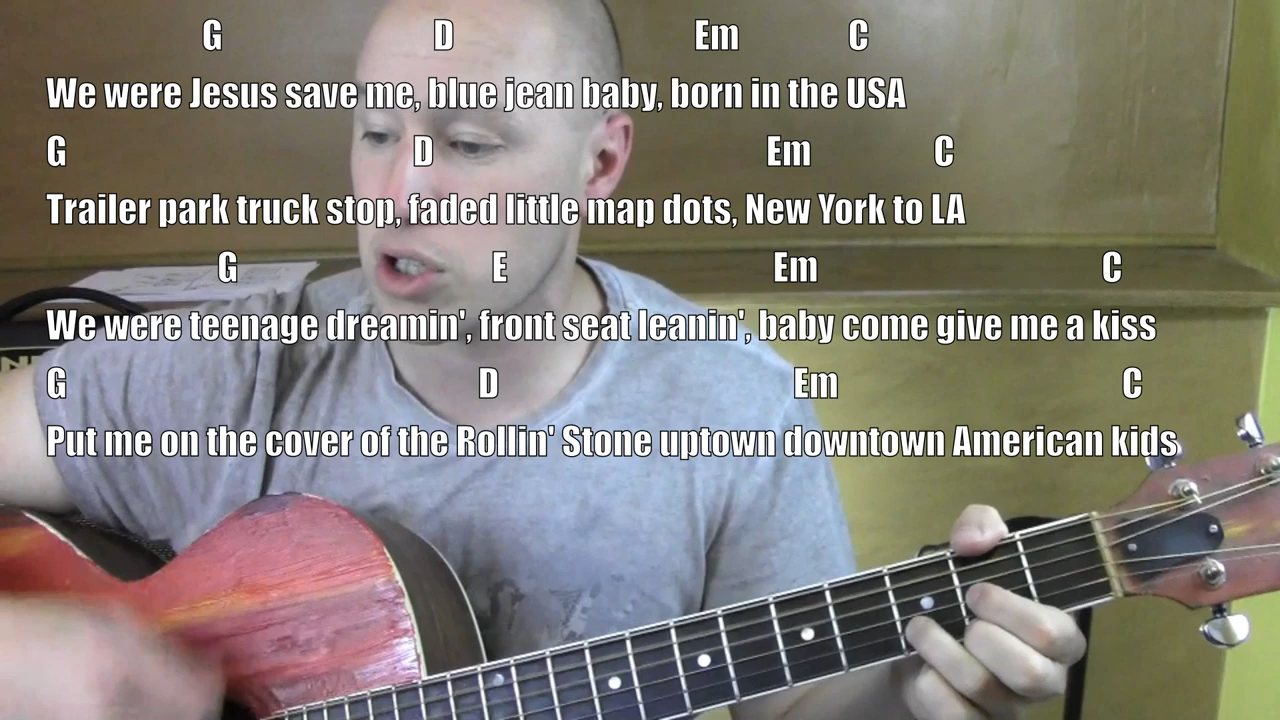 G D Em C
We were Jesus save me, blue jean baby, born in the USA
G D Em C
Trailer park truck stop, faded little map dots, New York to LA
G E Em C
We were teenage dreamin', front seat leanin', baby come give me a kiss
G D Em C
Put me on the cover of the Rollin' Stone uptown downtown American kids